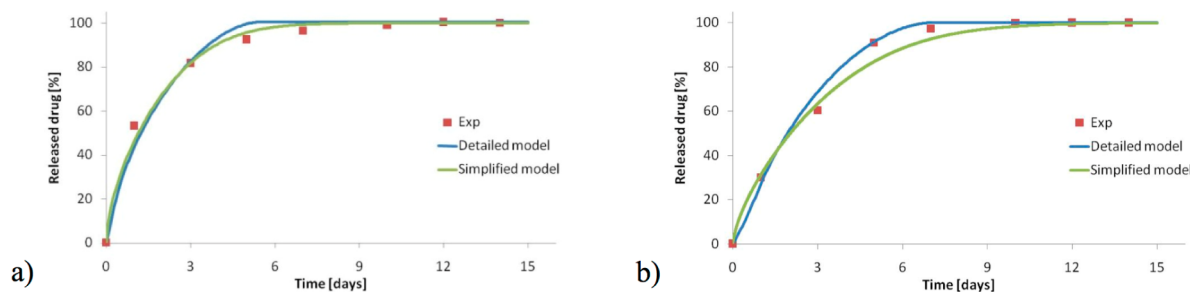 100
80
60
40
20
0
Released drug [%]
Exp
Detailed model
Simplified model
0 3 6 9 12 15
Time [days]
a)
100
80
60
40
20
0
Released drug [%]
Exp
Detailed model
Simplified model
0 3 6 9 12 15
Time [days]
b)